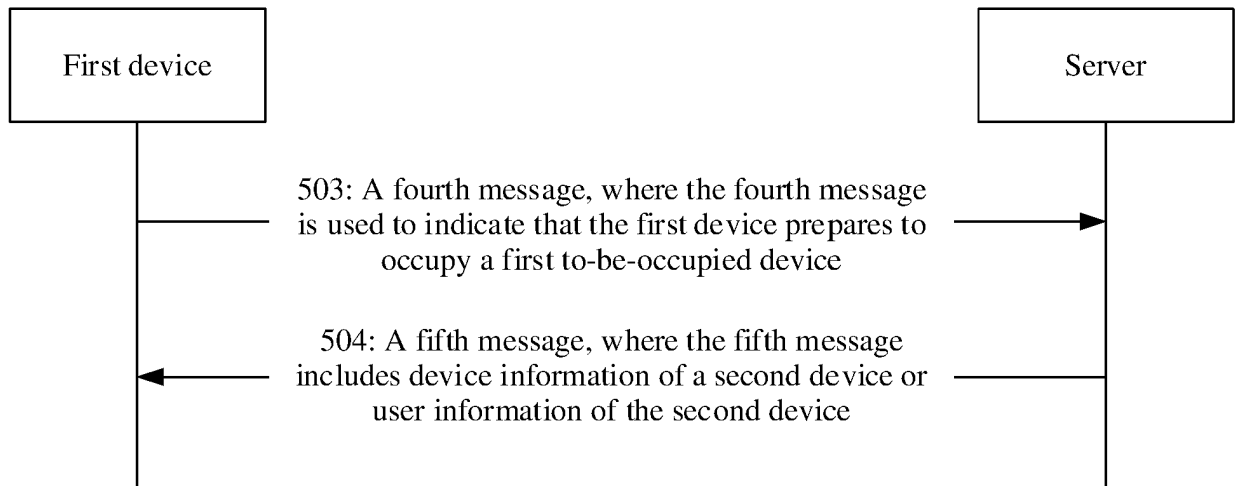 First device
Server
503: A fourth message, where the fourth message
is used to indicate that the first device prepares to
occupy a first to-be-occupied device
504: A fifth message, where the fifth message
includes device information of a second device or
user information of the second device